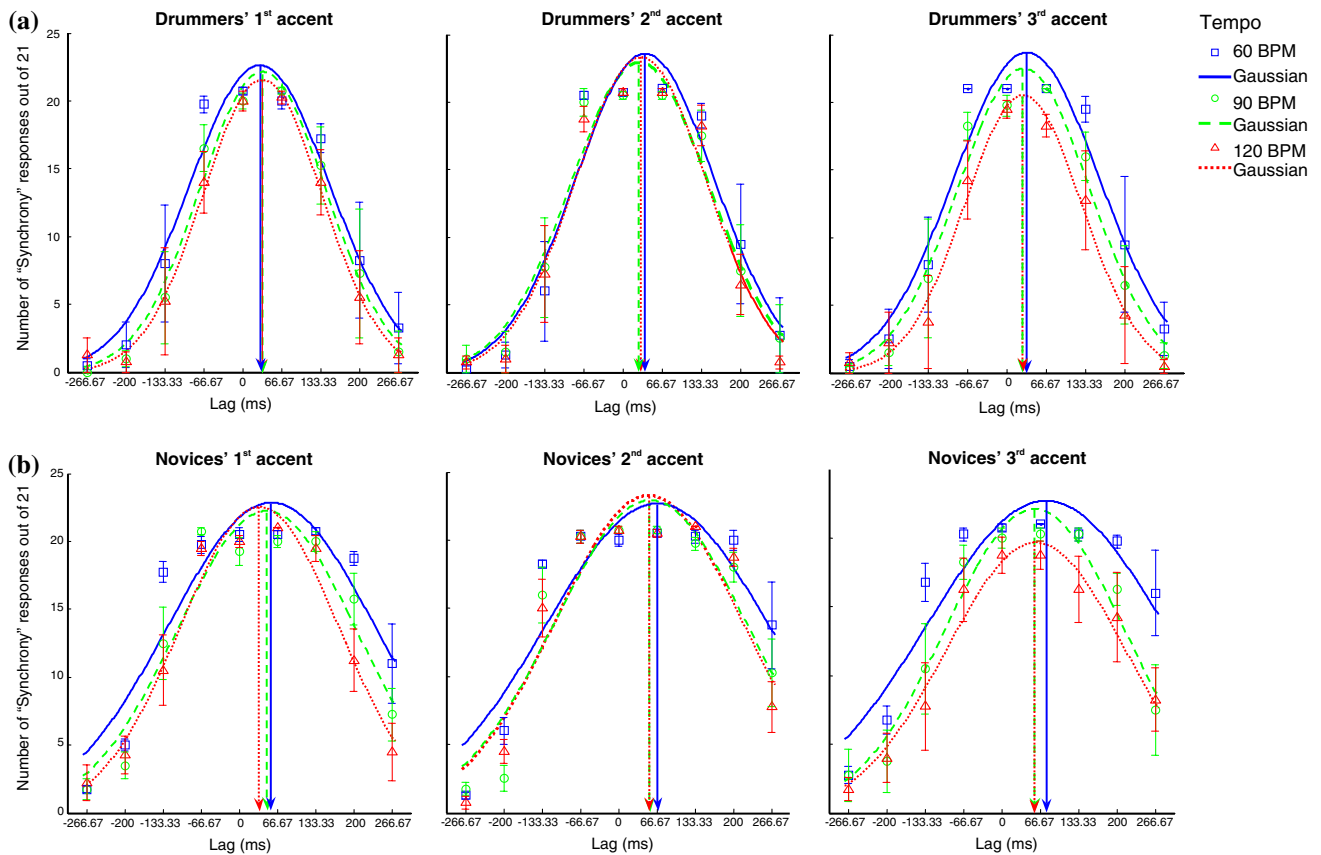 (a)
Drummers' 1st accent
Drummers' 2nd accent
Drummers' 3rd accent
Tempo
60 BPM
Gaussian
90 BPM
Gaussian
120 BPM
Gaussian
Number of “Synchrony” responses out of 21
25
20
15
10
5
0
-266.67 -200 -133.33 -66.67 0 66.67 133.33 200 266.67
-266.67 -200 -133.33 -66.67 0 66.67 133.33 200 266.67
-266.67 -200 -133.33 -66.67 0 66.67 133.33 200 266.67
Lag (ms)
Lag (ms)
Lag (ms)
(b)
Novices' 1st accent
Novices' 2nd accent
Novices' 3rd accent
Number of “Synchrony” responses out of 21
25
20
15
10
5
0
-266.67 -200 -133.33 -66.67 0 66.67 133.33 200 266.67
-266.67 -200 -133.33 -66.67 0 66.67 133.33 200 266.67
-266.67 -200 -133.33 -66.67 0 66.67 133.33 200 266.67
Lag (ms)
Lag (ms)
Lag (ms)